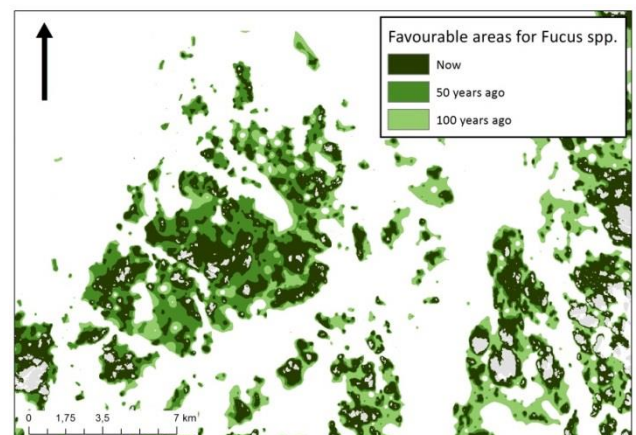 Favourable areas for Fucus spp.
Now
50 years ago
100 years ago
0 1,75 3,5 7 km